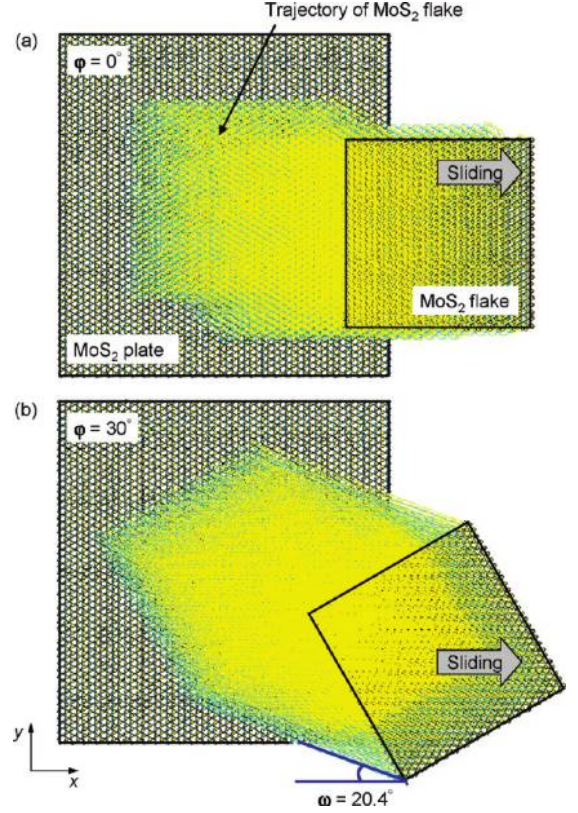 Trajectory of MoS₂ flake
(a)
φ = 0°
Sliding
MoS₂ flake
MoS₂ plate
(b)
φ = 30°
Sliding
y
x
ω = 20.4°